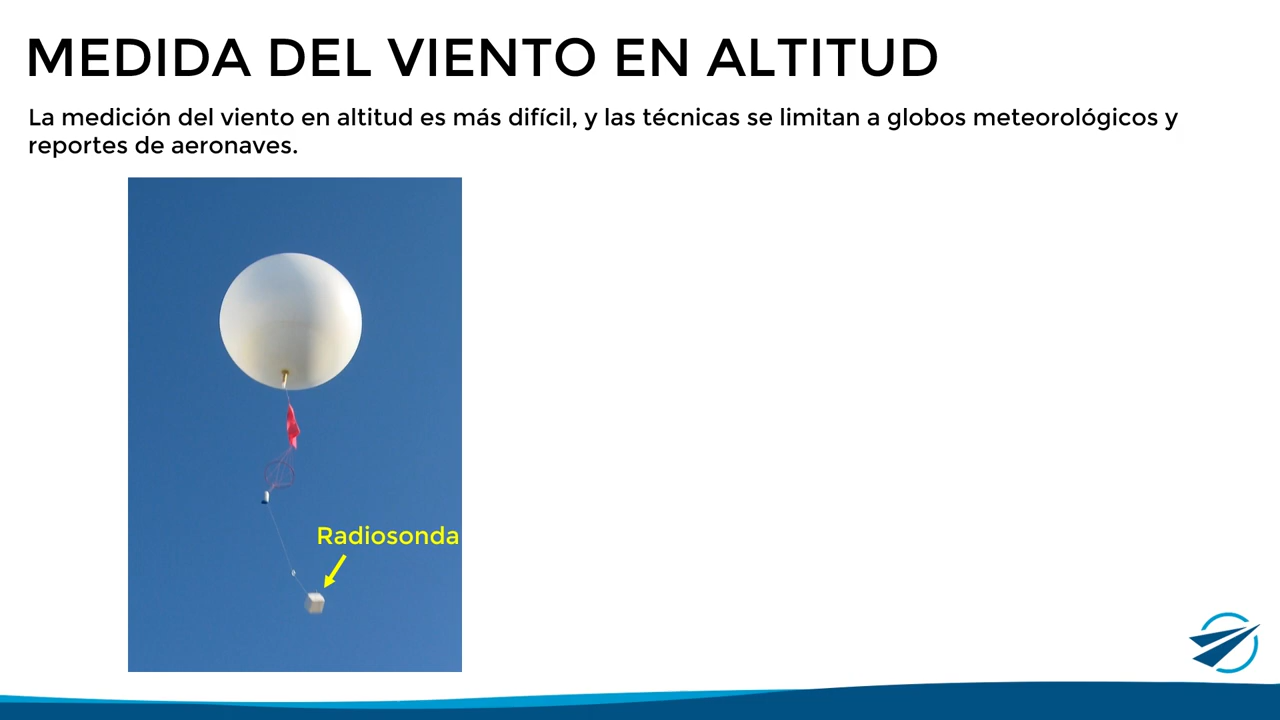 MEDIDA DEL VIENTO EN ALTITUD
La medición del viento en altitud es más difícil, y las técnicas se limitan a globos meteorológicos y
reportes de aeronaves.
Radiosonda